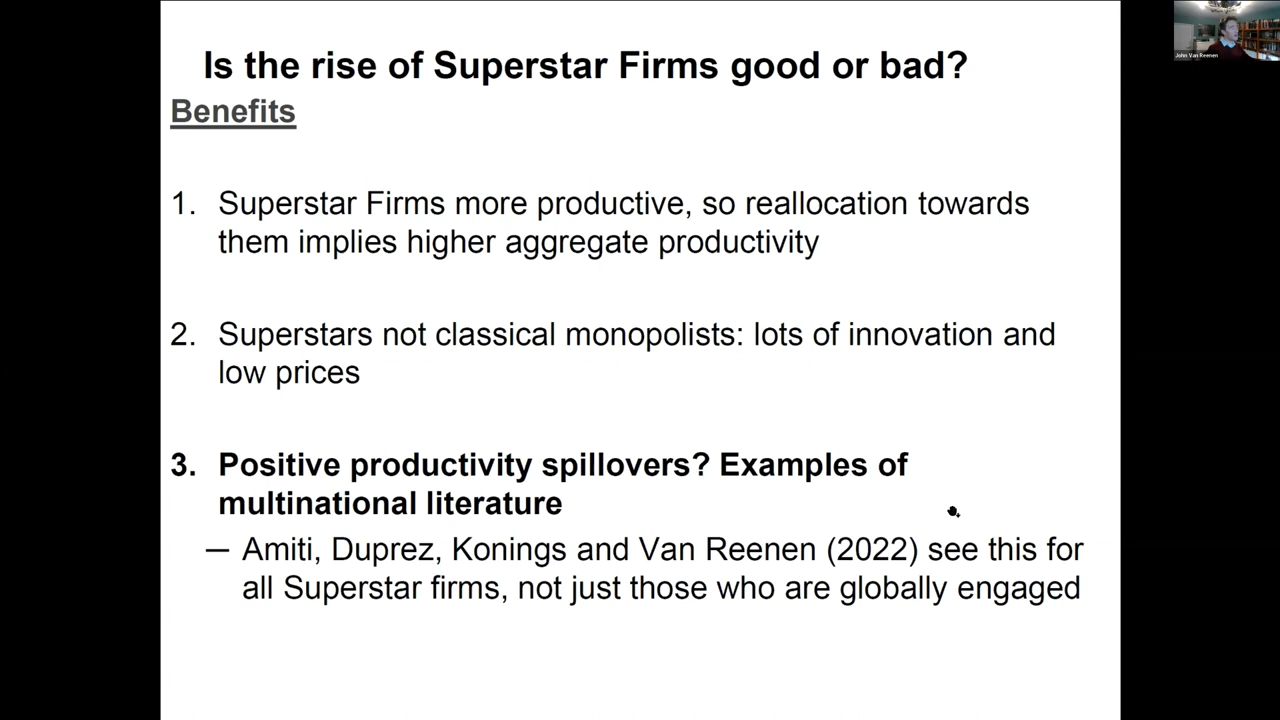 Is the rise of Superstar Firms good or bad?
Benefits
1. Superstar Firms more productive, so reallocation towards
them implies higher aggregate productivity
2. Superstars not classical monopolists: lots of innovation and
low prices
3. Positive productivity spillovers? Examples of
multinational literature
– Amiti, Duprez, Konings and Van Reenen (2022) see this for
all Superstar firms, not just those who are globally engaged
John Van Reenen